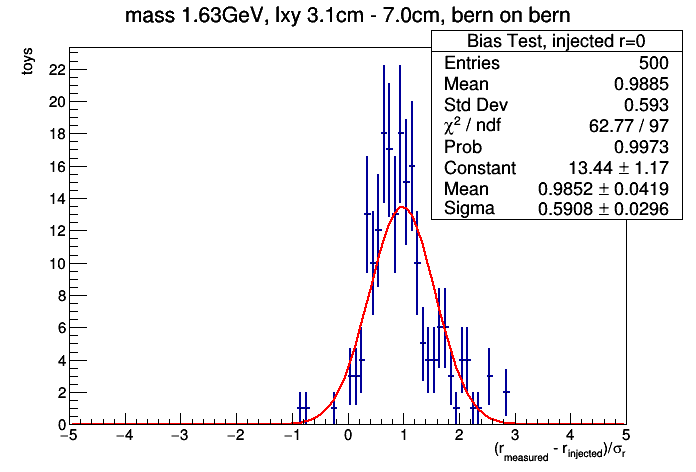 mass 1.63GeV, lxy 3.1cm - 7.0cm, bern on bern
Bias Test, injected r=0
Entries 500
Mean 0.9885
Std Dev 0.593
χ² / ndf 62.77 / 97
Prob 0.9973
Constant 13.44 ± 1.17
Mean 0.9852 ± 0.0419
Sigma 0.5908 ± 0.0296
toys
22
20
18
16
14
12
10
8
6
4
2
0
−5 −4 −3 −2 −1 0 1 2 3 4 5
(r_measured - r_injected)/σ_r